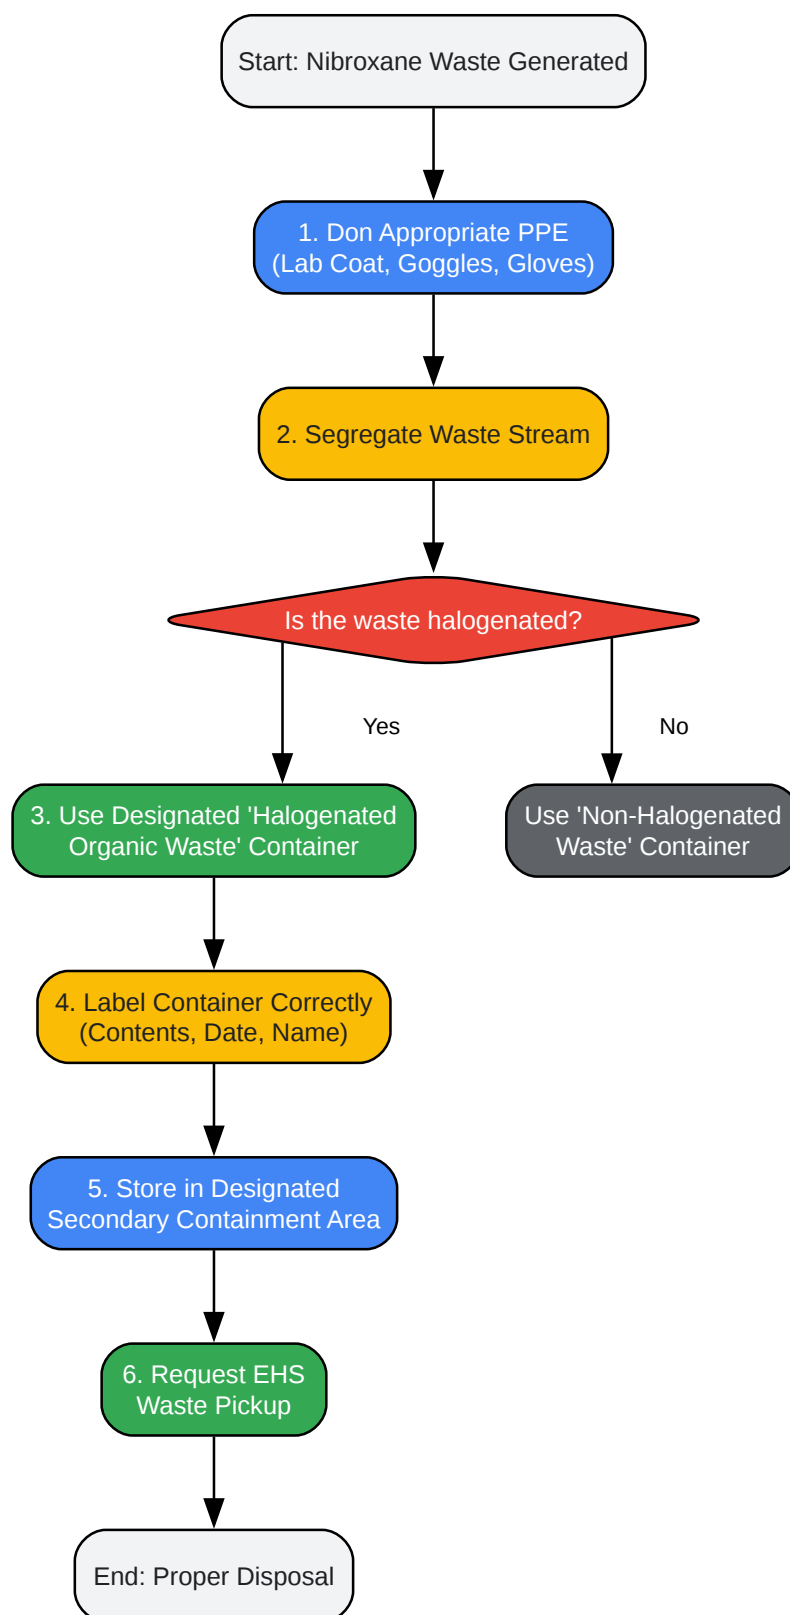 Start: Nibroxane Waste Generated
1. Don Appropriate PPE
(Lab Coat, Goggles, Gloves)
2. Segregate Waste Stream
Is the waste halogenated?
Yes
No
3. Use Designated 'Halogenated
Organic Waste' Container
Use 'Non-Halogenated
Waste' Container
4. Label Container Correctly
(Contents, Date, Name)
5. Store in Designated
Secondary Containment Area
6. Request EHS
Waste Pickup
End: Proper Disposal